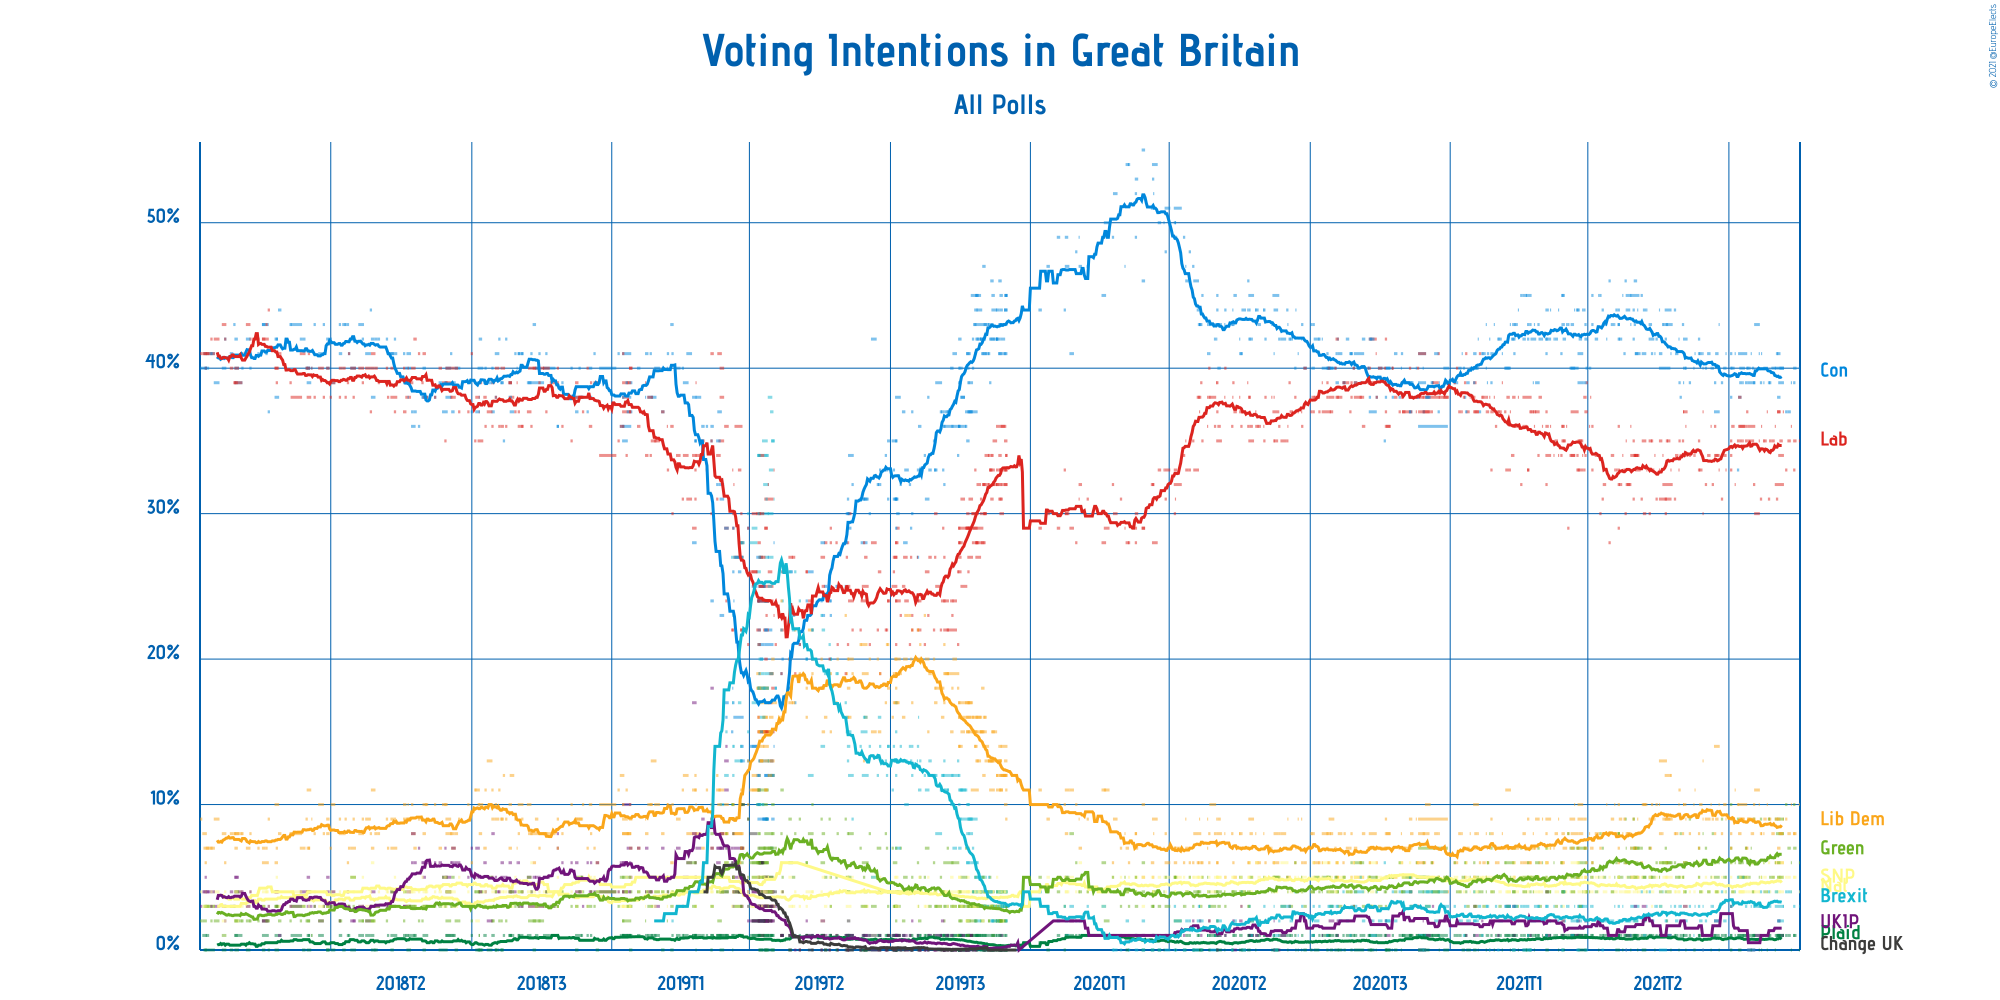 © 2021 @EuropeElects
Voting Intentions in Great Britain
All Polls
50%
40%
30%
20%
10%
0%
Con
Lab
Lib Dem
Green
SNP
Brexit
UKIP
Plaid
Change UK
2018T2 2018T3 2019T1 2019T2 2019T3 2020T1 2020T2 2020T3 2021T1 2021T2